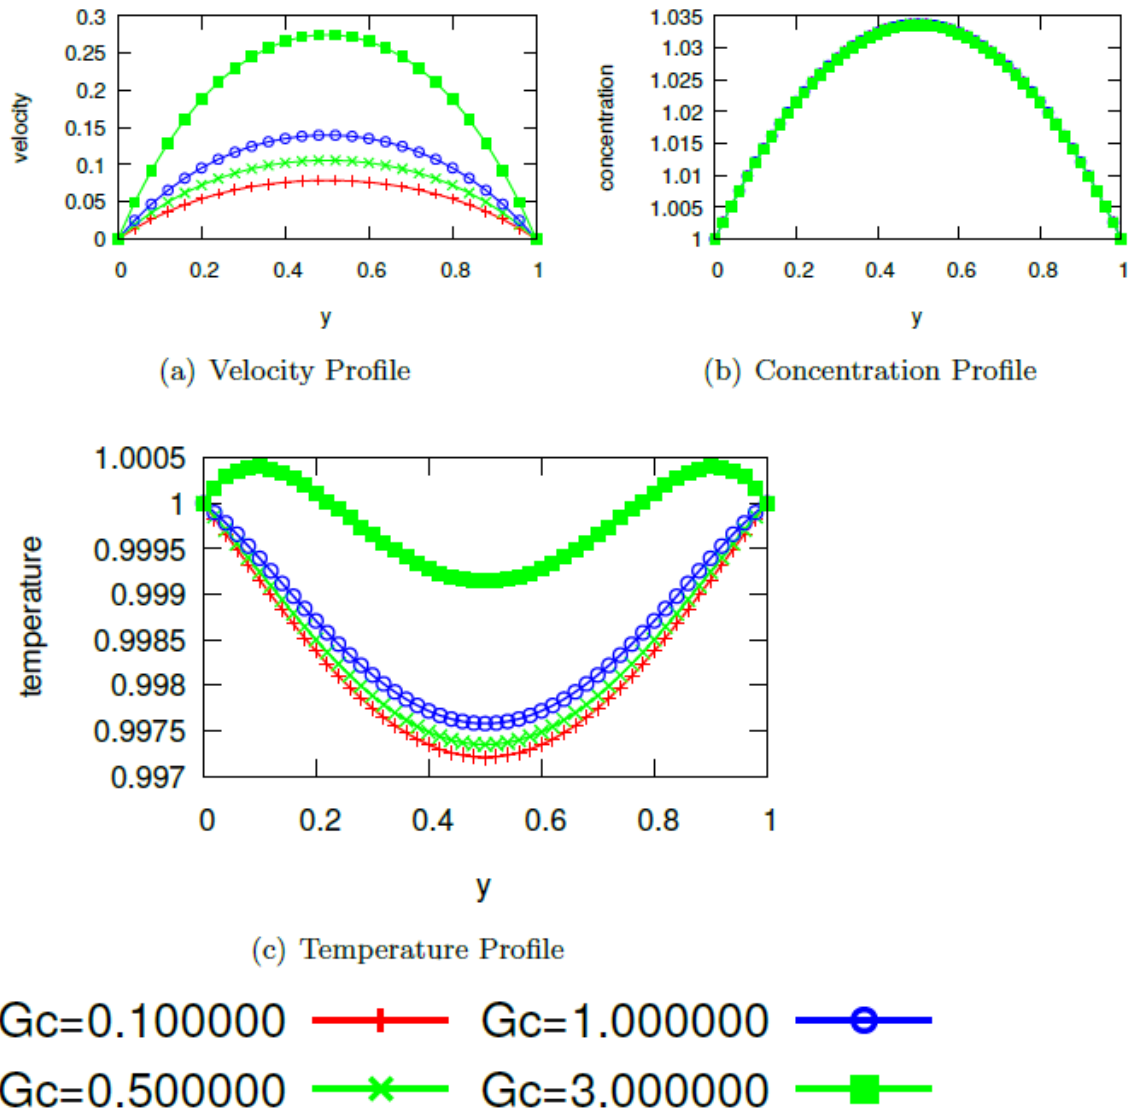 0.3
0.25
0.2
0.15
0.1
0.05
0
velocity
0 0.2 0.4 0.6 0.8 1
y
(a) Velocity Profile
1.035
1.03
1.025
1.02
1.015
1.01
1.005
1
concentration
0 0.2 0.4 0.6 0.8 1
y
(b) Concentration Profile
1.0005
1
0.9995
0.999
0.9985
0.998
0.9975
0.997
temperature
0 0.2 0.4 0.6 0.8 1
y
(c) Temperature Profile
Gc=0.100000 Gc=1.000000
Gc=0.500000 Gc=3.000000